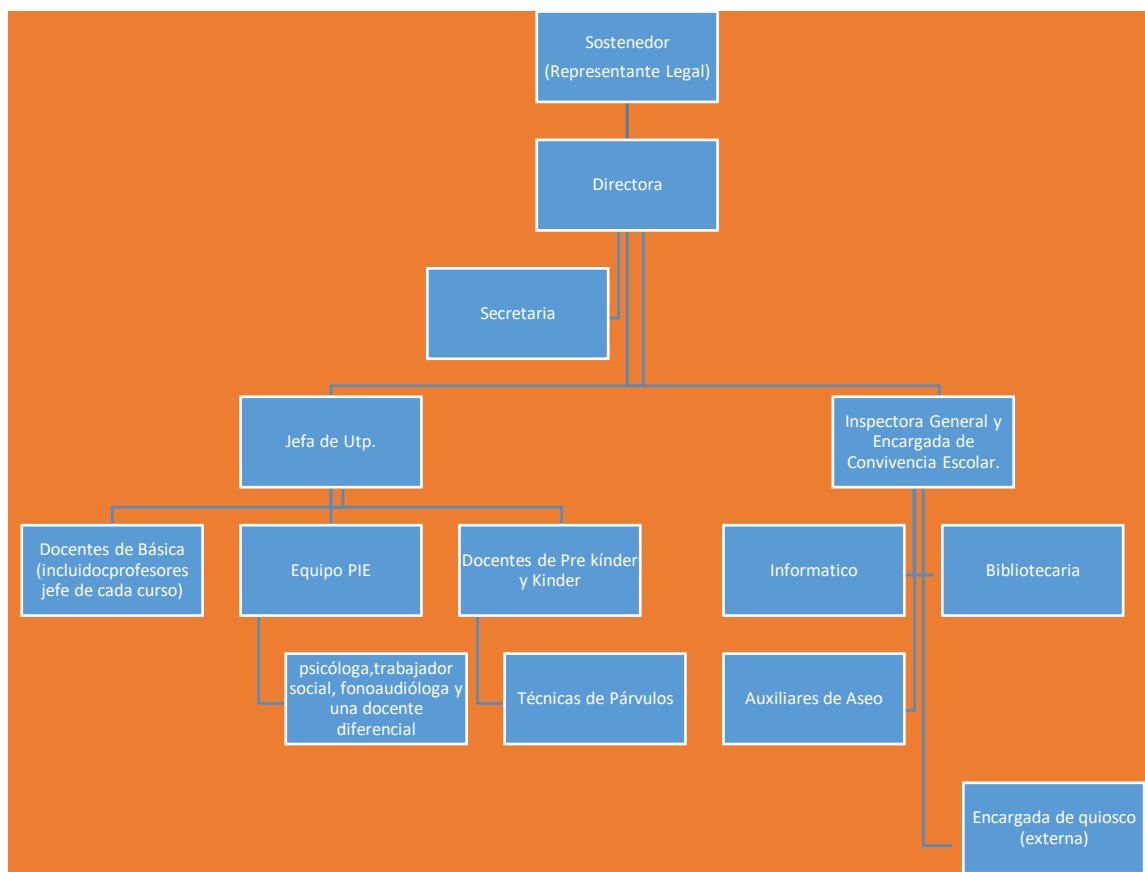 Sostenedor
(Representante Legal)
Directora
Secretaria
Jefa de Utp.
Inspectora General y
Encargada de
Convivencia Escolar.
Docentes de Básica
(incluidocprofesores
jefe de cada curso)
Equipo PIE
Docentes de Pre kínder
y Kinder
Informatico
Bibliotecaria
psicóloga,trabajador
social, fonoaudióloga y
una docente
diferencial
Técnicas de Párvulos
Auxiliares de Aseo
Encargada de quiosco
(externa)